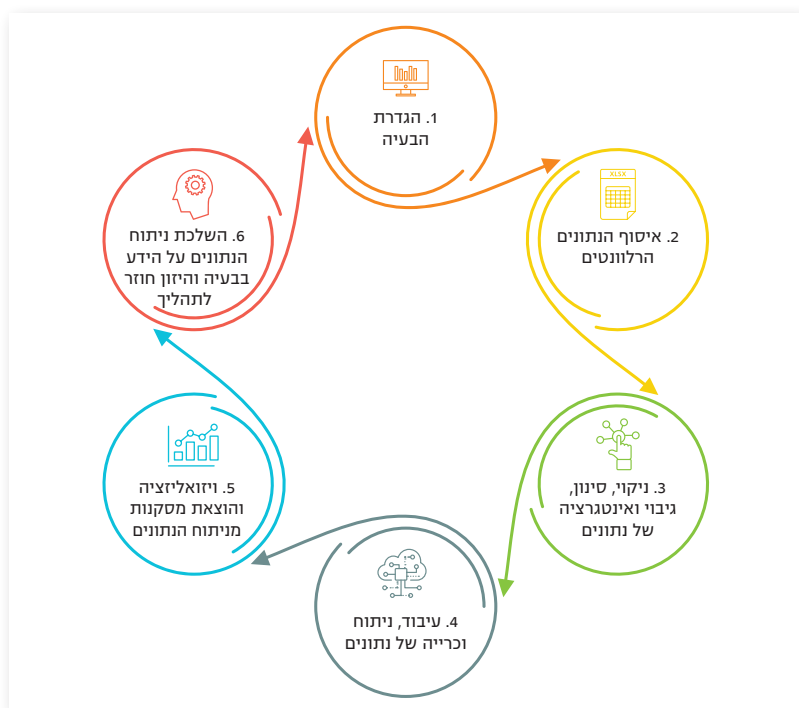 1. הגדרת
הבעיה
XLSX
2. איסוף הנתונים
הרלוונטים
3. ניקוי, סינון,
גיבוי ואינטגרציה
של נתונים
4. עיבוד, ניתוח
וכרייה של נתונים
5. ויזואליזציה
והוצאת מסקנות
מניתוח הנתונים
6. השלכת ניתוח
הנתונים על הידע
בבעיה והיזון חוזר
לתהליך